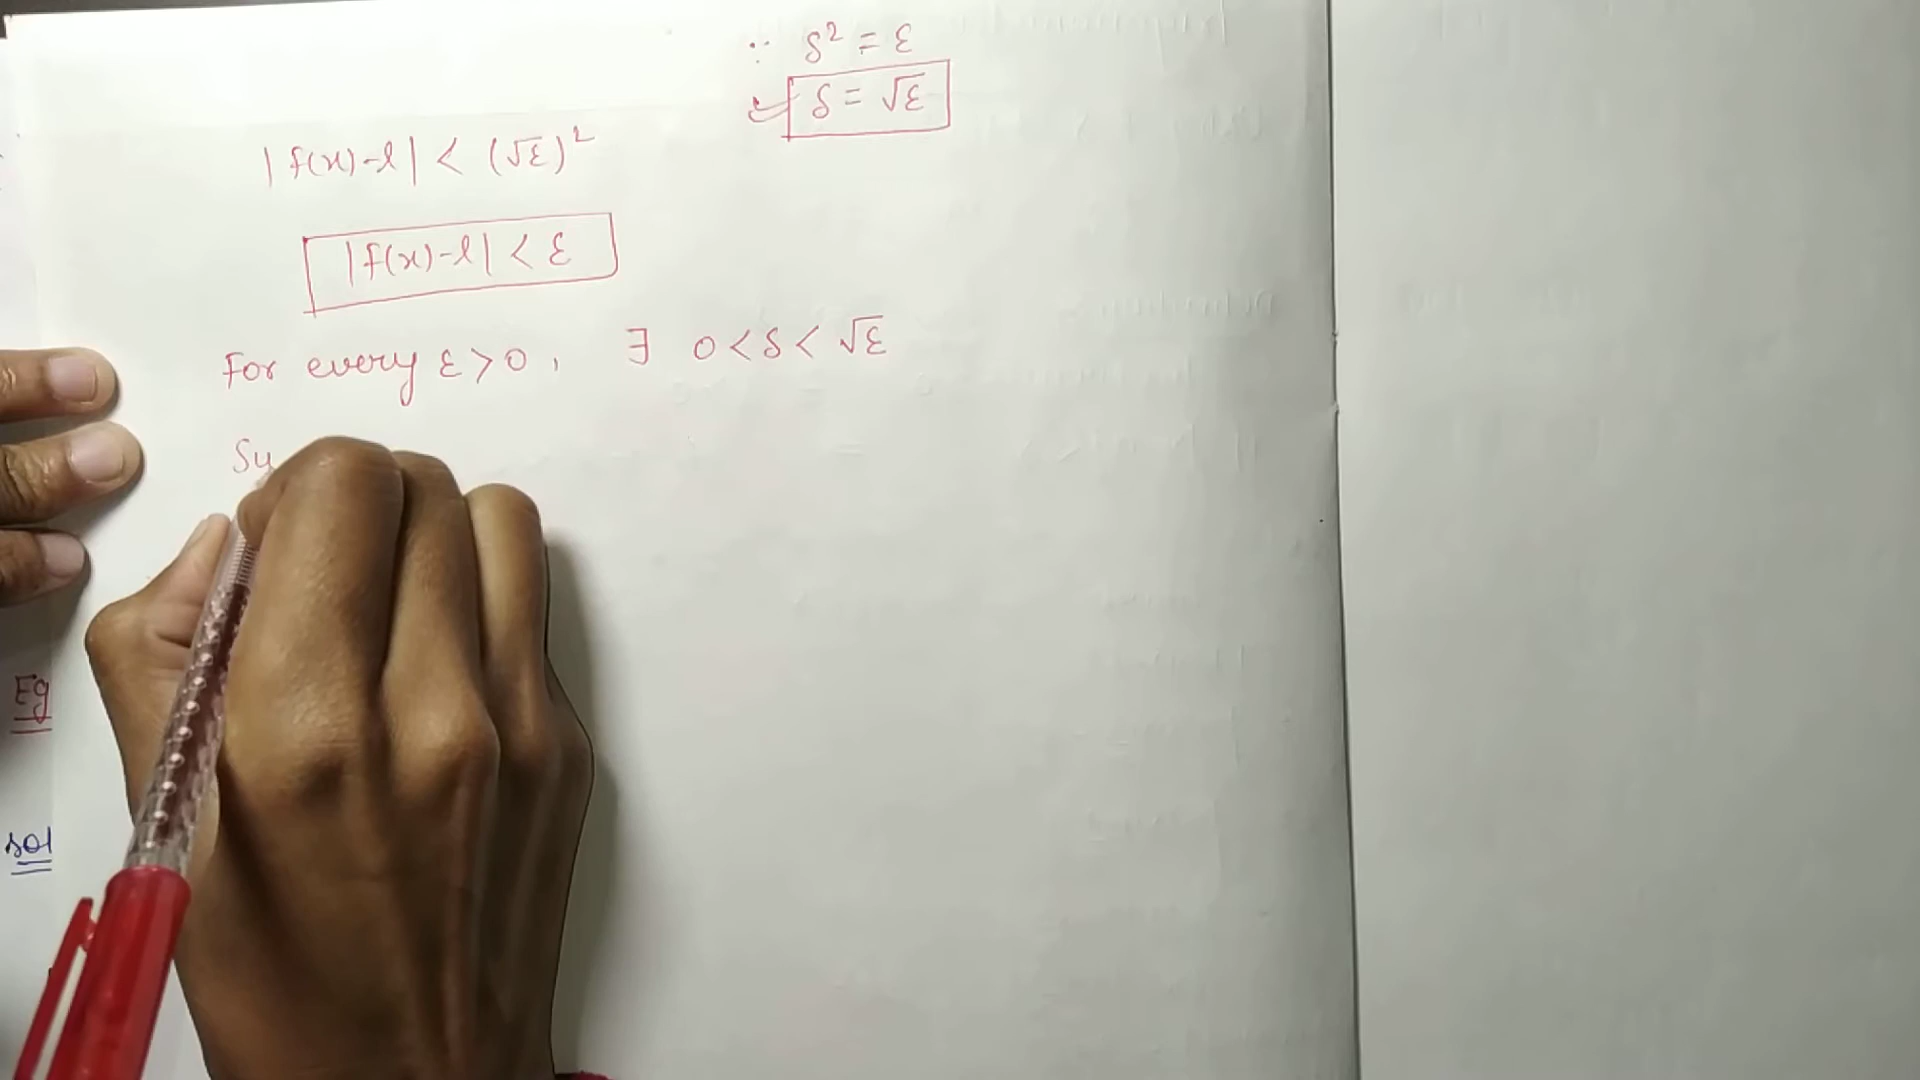 ∵ δ² = ε
δ = √ε
|f(x)-l| < (√ε)²
|f(x)-l| < ε
For every ε>0, ∃ 0<δ<√ε
Su
Eg
sol